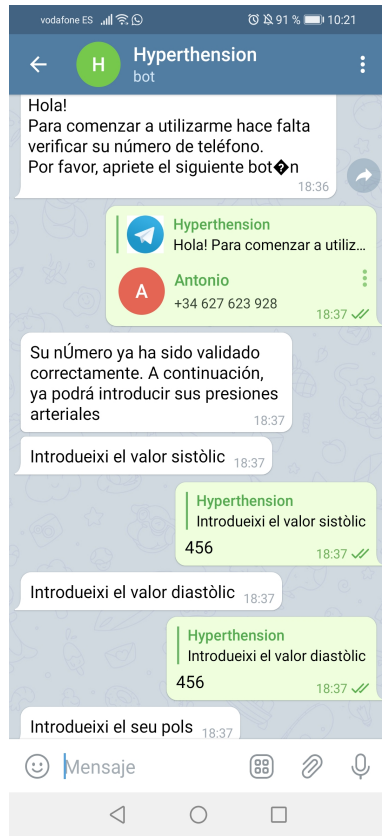 vodafone ES 91 % 10:21
H Hyperthension
bot
Hola!
Para comenzar a utilizarme hace falta
verificar su número de teléfono.
Por favor, apriete el siguiente bot�n
18:36
Hyperthension
Hola! Para comenzar a utiliz...
A Antonio
+34 627 623 928
18:37
Su nÚmero ya ha sido validado
correctamente. A continuación,
ya podrá introducir sus presiones
arteriales
18:37
Introdueixi el valor sistòlic 18:37
Hyperthension
Introdueixi el valor sistòlic
456
18:37
Introdueixi el valor diastòlic 18:37
Hyperthension
Introdueixi el valor diastòlic
456
18:37
Introdueixi el seu pols 18:37
Mensaje